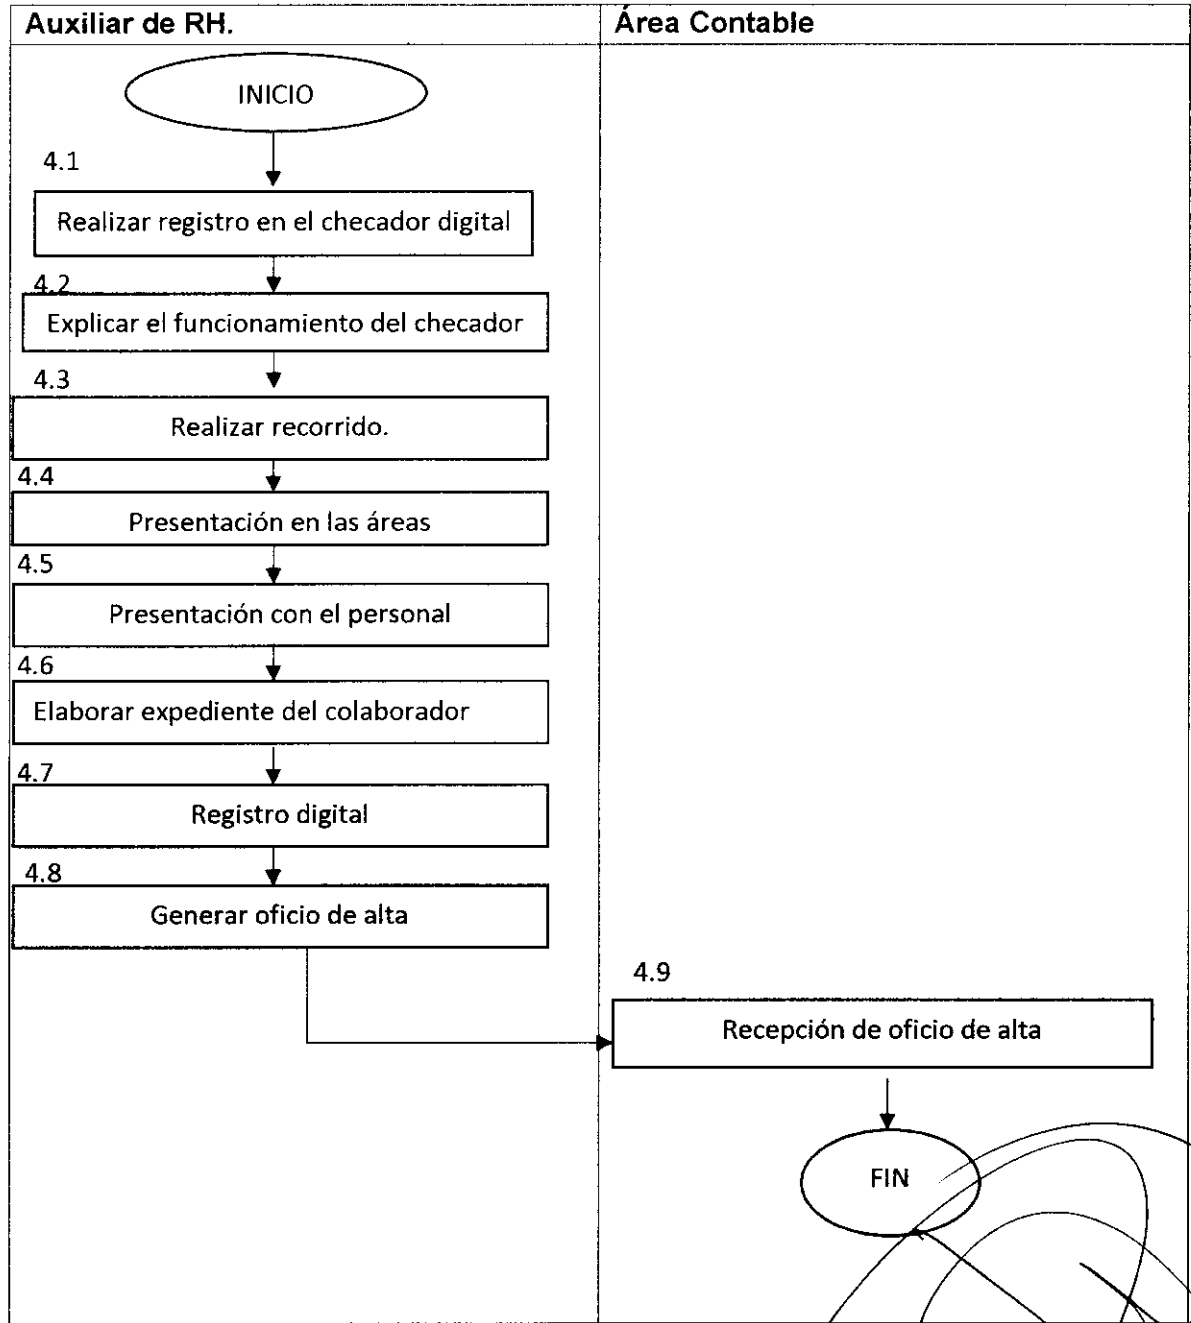 Auxiliar de RH.
Área Contable
INICIO
4.1
Realizar registro en el checador digital
4.2
Explicar el funcionamiento del checador
4.3
Realizar recorrido.
4.4
Presentación en las áreas
4.5
Presentación con el personal
4.6
Elaborar expediente del colaborador
4.7
Registro digital
4.8
Generar oficio de alta
4.9
Recepción de oficio de alta
FIN